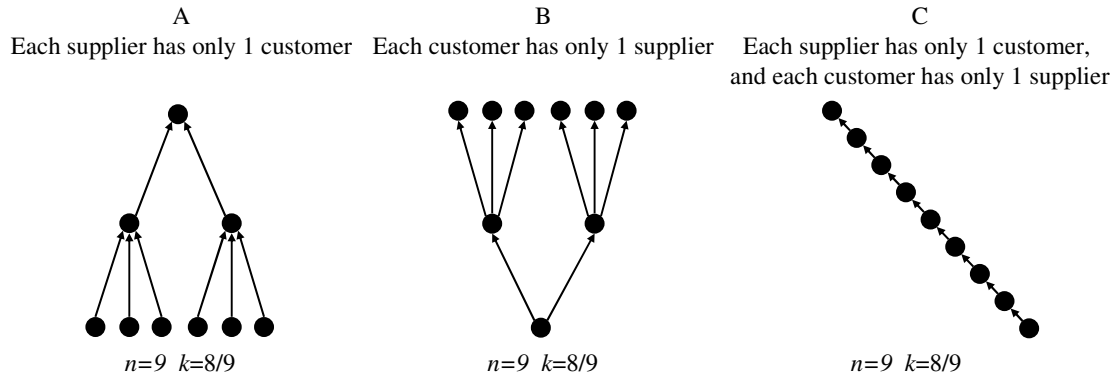 A
Each supplier has only 1 customer
B
Each customer has only 1 supplier
C
Each supplier has only 1 customer,
and each customer has only 1 supplier
n=9 k=8/9
n=9 k=8/9
n=9 k=8/9